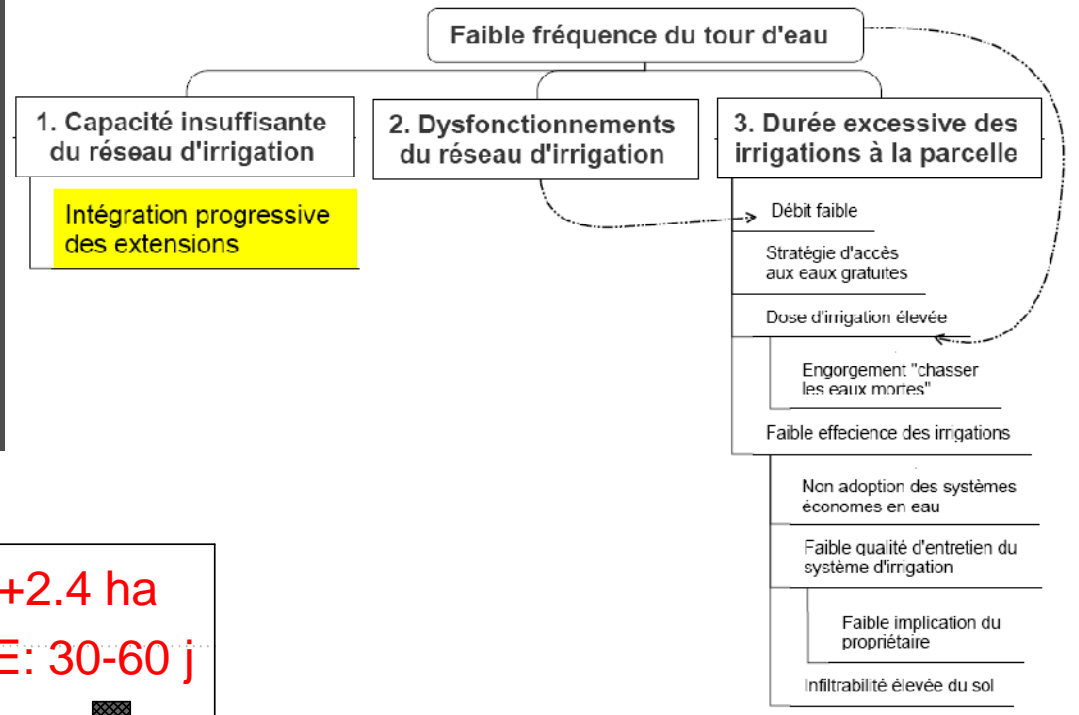 Faible fréquence du tour d'eau
1. Capacité insuffisante
du réseau d'irrigation
Intégration progressive
des extensions
2. Dysfonctionnements
du réseau d'irrigation
3. Durée excessive des
irrigations à la parcelle
Débit faible
Stratégie d'accès
aux eaux gratuites
Dose d'irrigation élevée
Engorgement "chasser
les eaux mortes"
Faible effecience des irrigations
Non adoption des systèmes
économes en eau
Faible qualité d'entretien du
système d'irrigation
Faible implication du
propriétaire
Infiltrabilité élevée du sol
+2.4 ha
E: 30-60 j